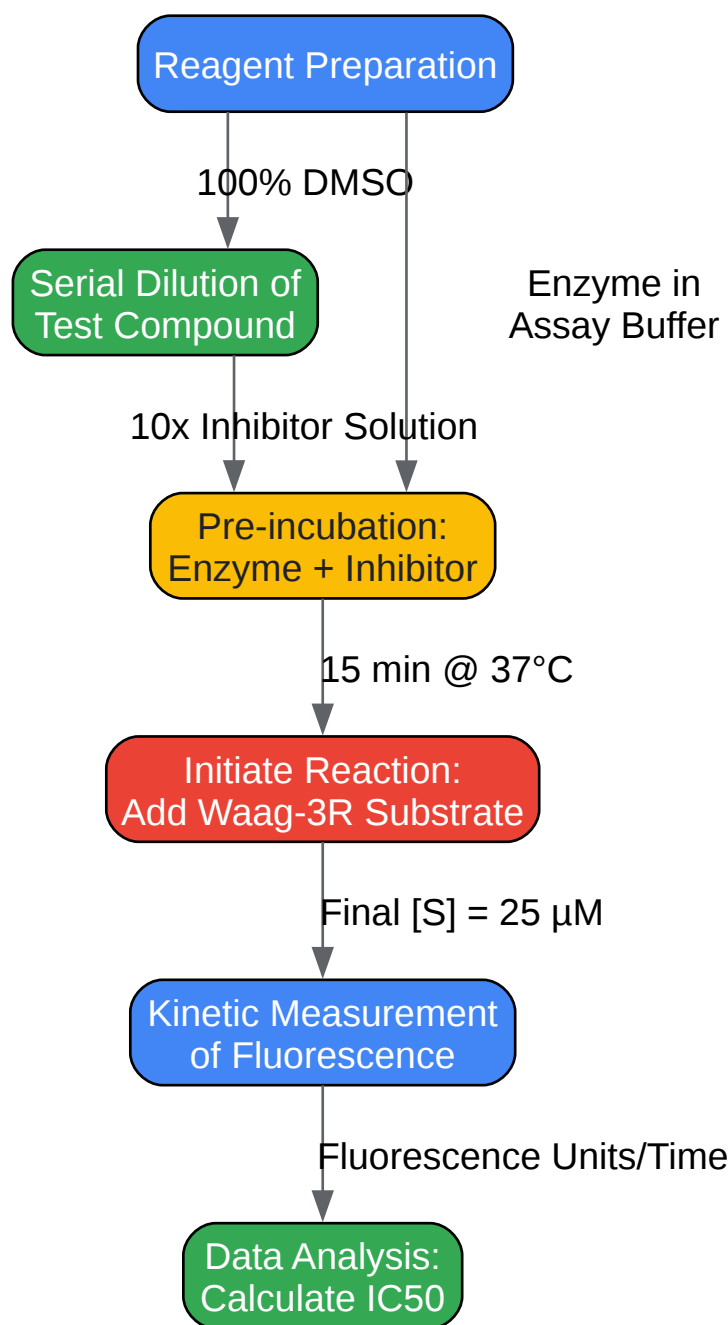 Reagent Preparation
100% DMSO
Serial Dilution of
Test Compound
Enzyme in
Assay Buffer
10x Inhibitor Solution
Pre-incubation:
Enzyme + Inhibitor
15 min @ 37°C
Initiate Reaction:
Add Waag-3R Substrate
Final [S] = 25 µM
Kinetic Measurement
of Fluorescence
Fluorescence Units/Time
Data Analysis:
Calculate IC50